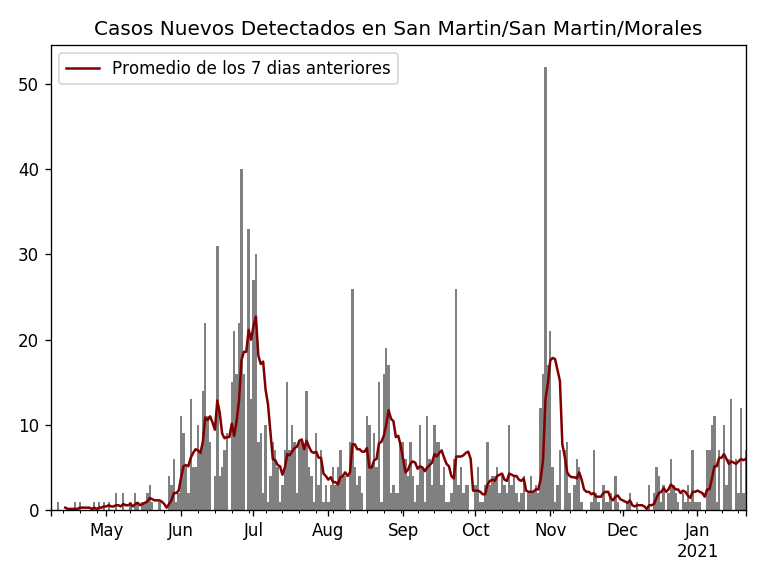 Casos Nuevos Detectados en San Martin/San Martin/Morales
Promedio de los 7 dias anteriores
50
40
30
20
10
0
May Jun Jul Aug Sep Oct Nov Dec Jan
2021